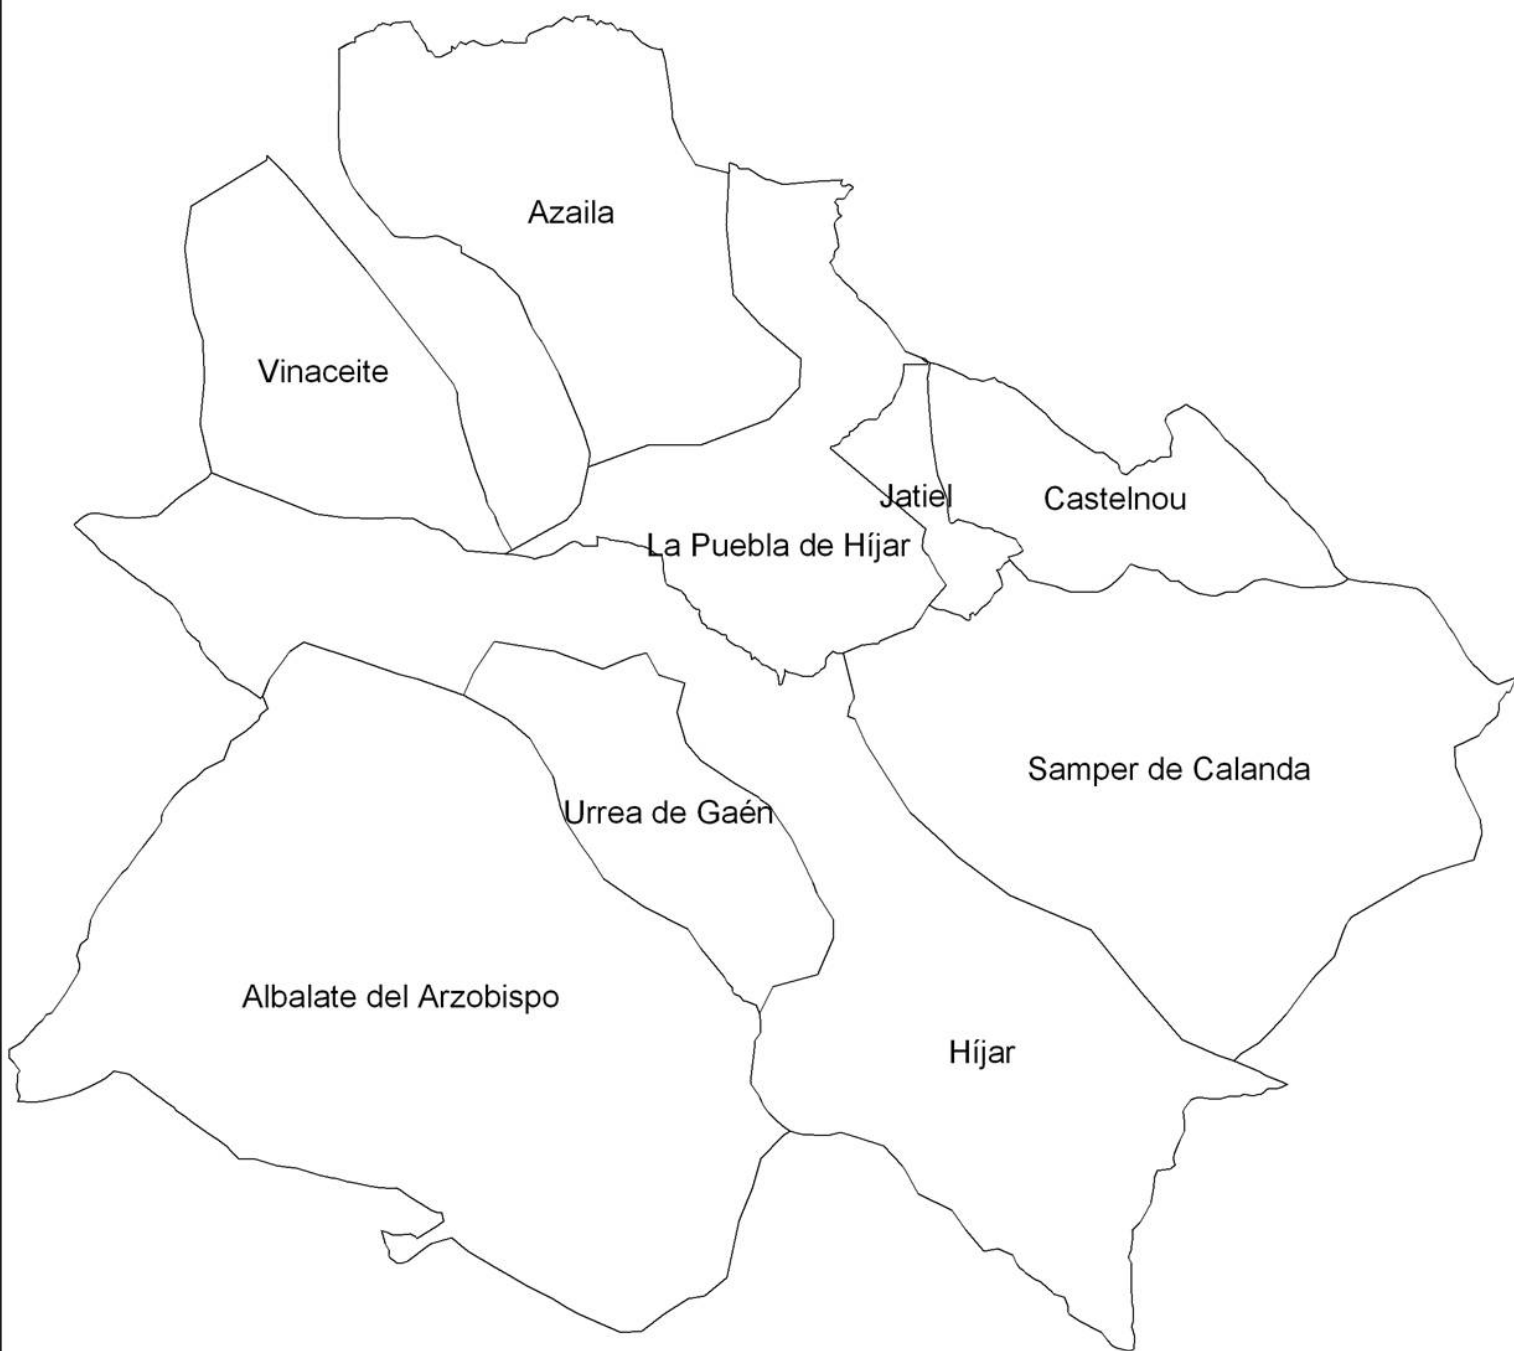 Azaila
Vinaceite
Jatiel
Castelnou
La Puebla de Híjar
Samper de Calanda
Urrea de Gaén
Albalate del Arzobispo
Híjar